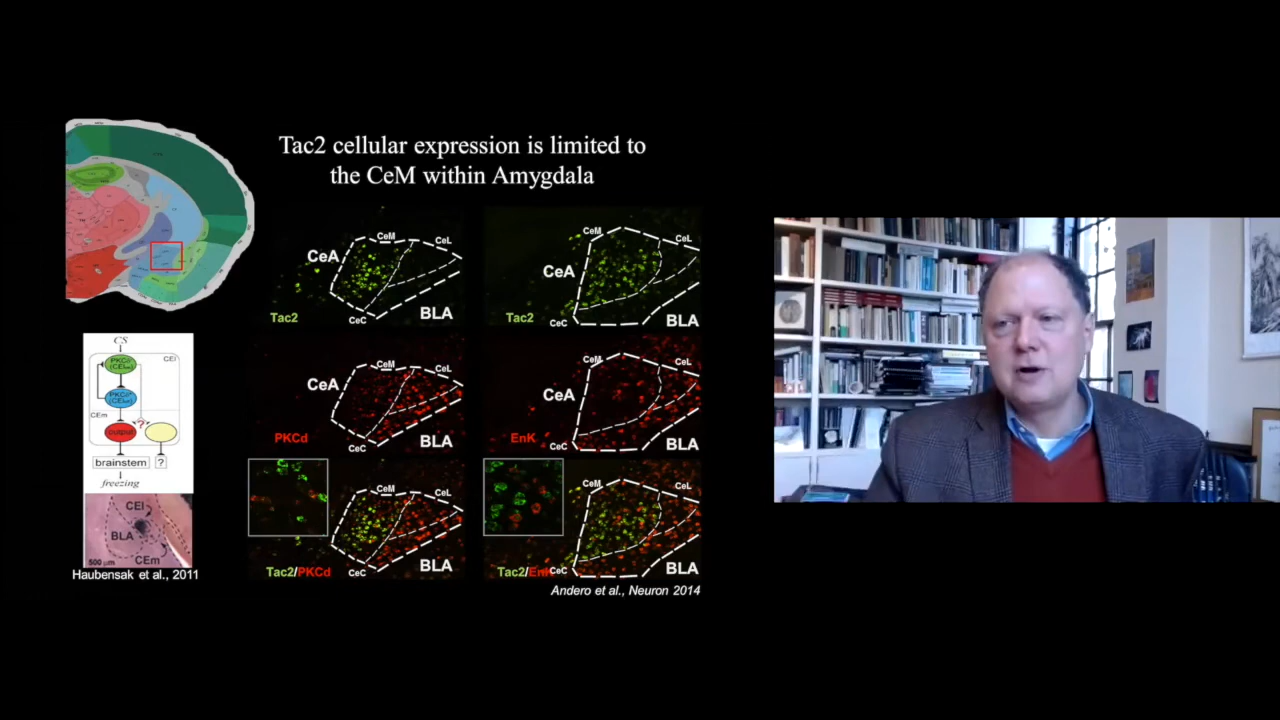 Tac2 cellular expression is limited to
the CeM within Amygdala
CeM
CeL
CeA
CeC
BLA
Tac2
CeM
CeL
CeA
CeC
BLA
Tac2
CS
CEl
CEm
?
brainstem
?
freezing
CEl
BLA
CEm
500 µm
Haubensak et al., 2011
CeM
CeL
CeA
BLA
PKCd
CeM
CeL
CeA
CeC
BLA
EnK
CeM
CeL
CeC
BLA
Tac2/PKCd
CeM
CeL
CeC
BLA
Tac2/EnK
Andero et al., Neuron 2014